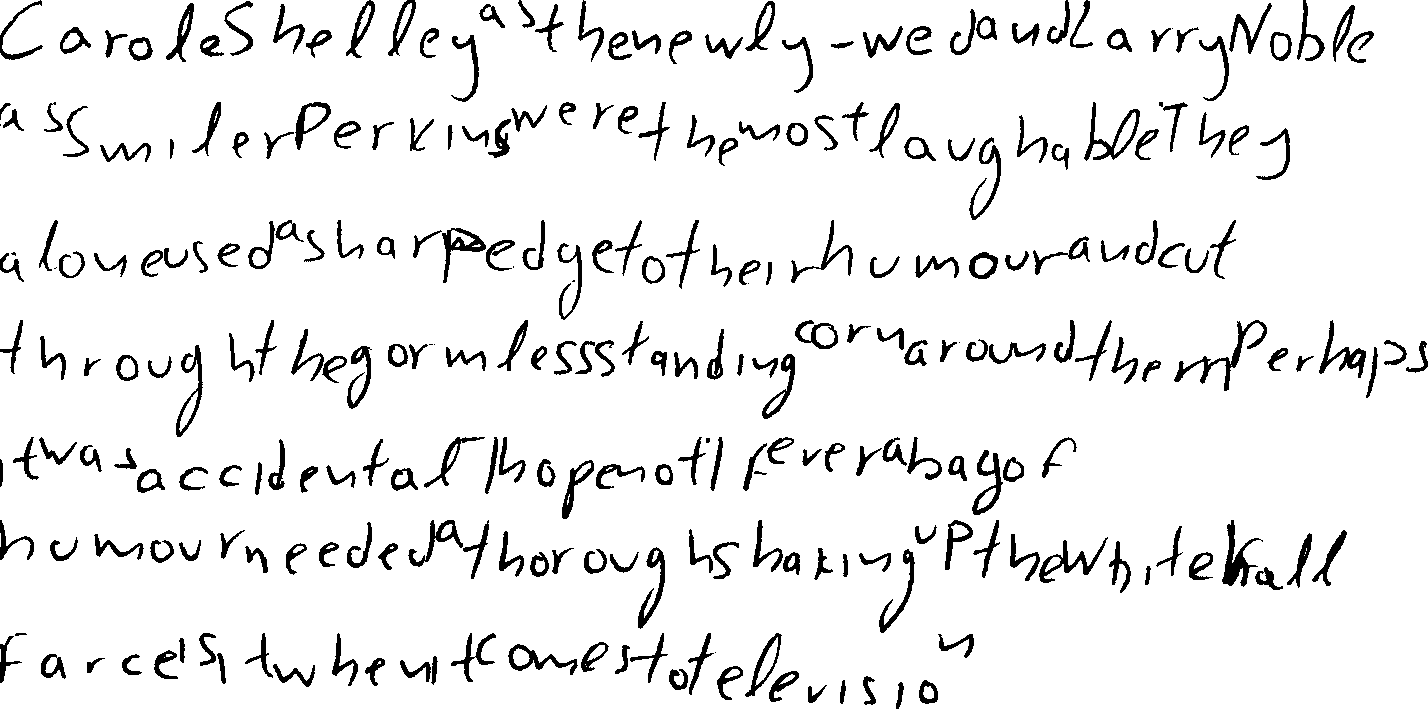 Carole Shelley as the newly-wed and Larry Noble
as Smiler Perkins were the most laughable They
alone used a sharp edge to their humour and cut
through the gormless standing corn around them Perhaps
it was accidental I hope not If ever a bag of
humour needed a thorough shaking up the Whitehall
farce is it when it comes to television